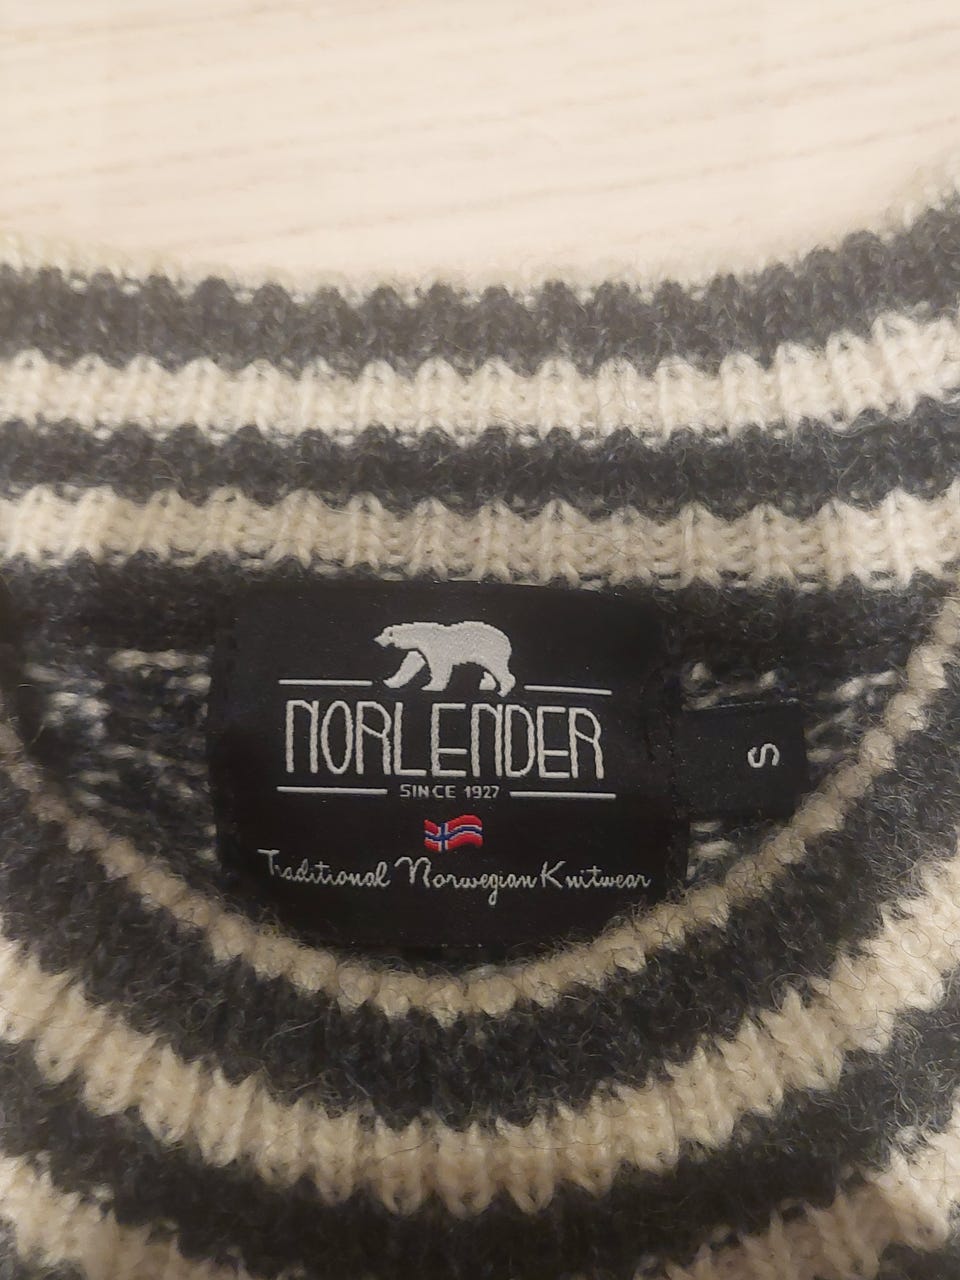 NORLENDER
SINCE 1927
Traditional Norwegian Knitwear
S